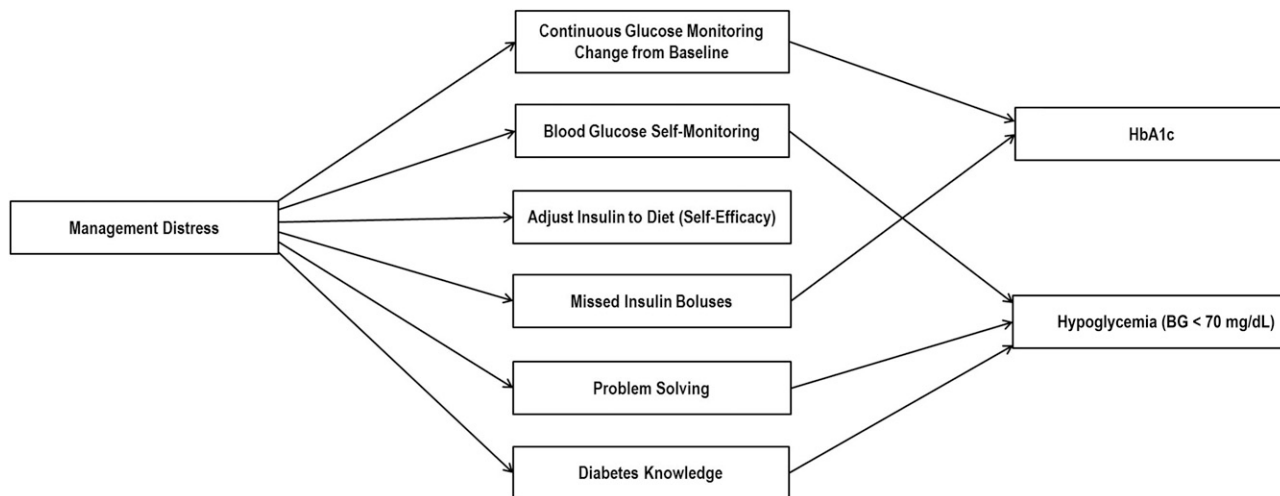 Continuous Glucose Monitoring
Change from Baseline
HbA1c
Blood Glucose Self-Monitoring
Management Distress
Adjust Insulin to Diet (Self-Efficacy)
Missed Insulin Boluses
Hypoglycemia (BG < 70 mg/dL)
Problem Solving
Diabetes Knowledge